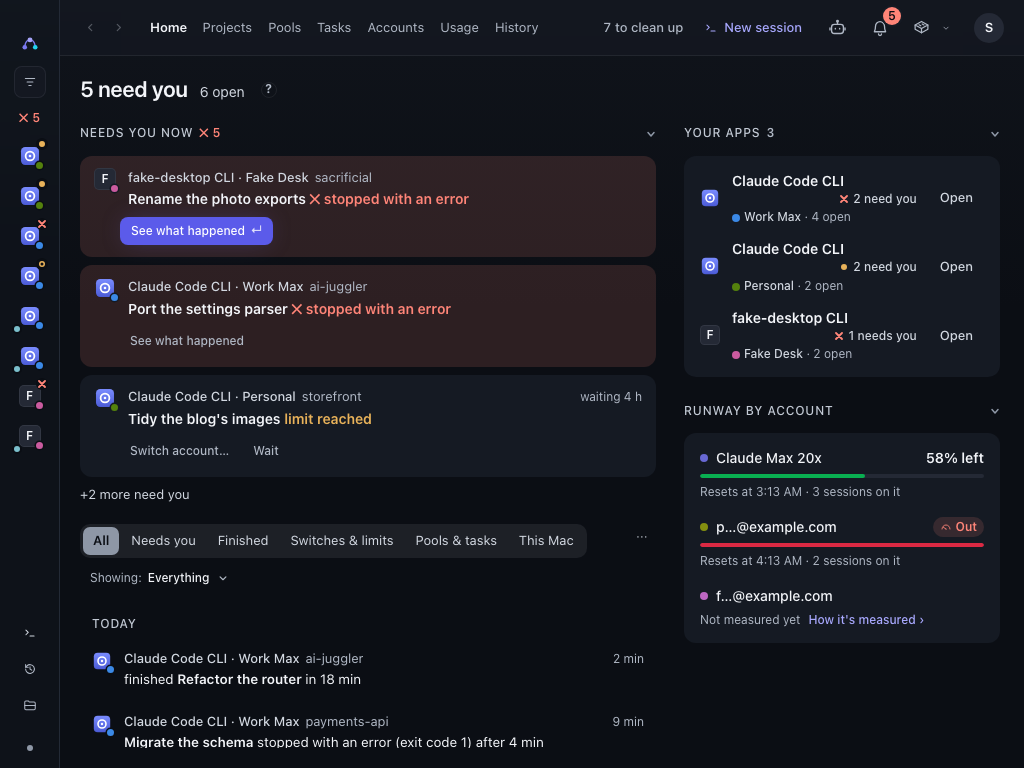 Home Projects Pools Tasks Accounts Usage History 7 to clean up New session 5 S
5
F
F
5 need you 6 open ?
NEEDS YOU NOW 5
F fake-desktop CLI · Fake Desk sacrificial
Rename the photo exports stopped with an error
See what happened
Claude Code CLI · Work Max ai-juggler
Port the settings parser stopped with an error
See what happened
Claude Code CLI · Personal storefront waiting 4 h
Tidy the blog's images limit reached
Switch account... Wait
+2 more need you
All Needs you Finished Switches & limits Pools & tasks This Mac ...
Showing: Everything
TODAY
Claude Code CLI · Work Max ai-juggler 2 min
finished Refactor the router in 18 min
Claude Code CLI · Work Max payments-api 9 min
Migrate the schema stopped with an error (exit code 1) after 4 min
YOUR APPS 3
Claude Code CLI
2 need you Open
Work Max · 4 open
Claude Code CLI
2 need you Open
Personal · 2 open
fake-desktop CLI
F 1 needs you Open
Fake Desk · 2 open
RUNWAY BY ACCOUNT
Claude Max 20x 58% left
Resets at 3:13 AM · 3 sessions on it
p...@example.com Out
Resets at 4:13 AM · 2 sessions on it
f...@example.com
Not measured yet How it's measured ›